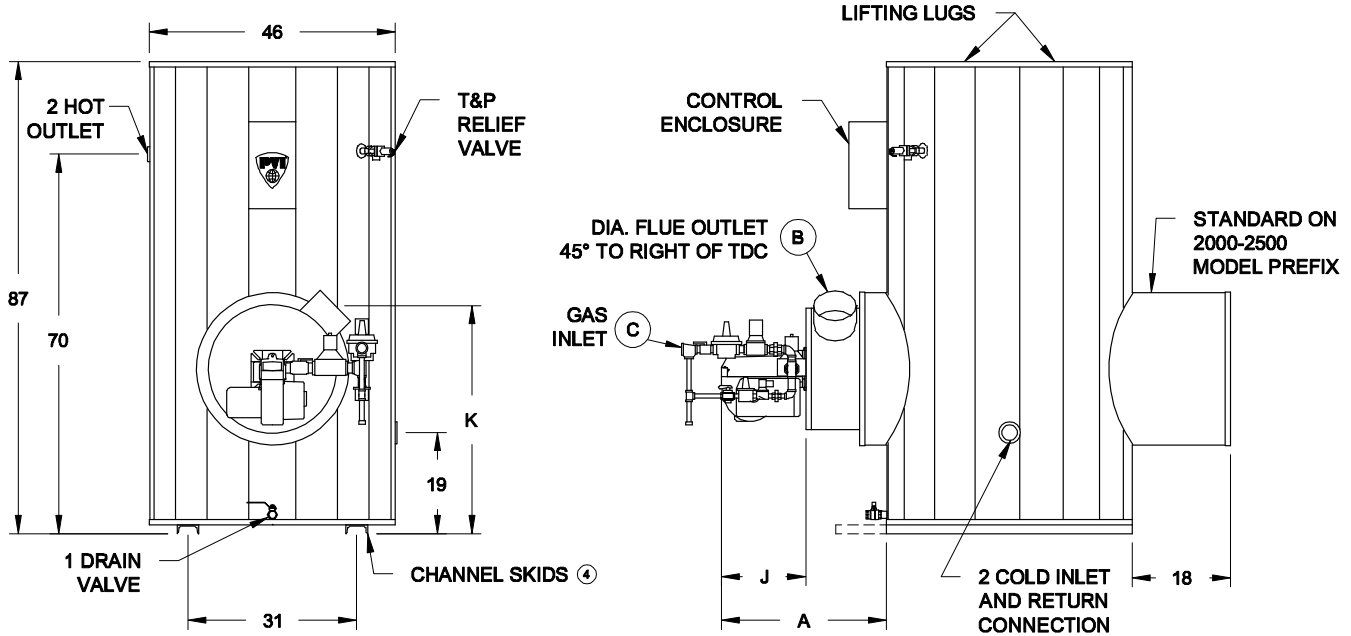 46
87
2 HOT
OUTLET
70
T&P
RELIEF
VALVE
PVI
K
19
1 DRAIN
VALVE
CHANNEL SKIDS 4
31
LIFTING LUGS
CONTROL
ENCLOSURE
DIA. FLUE OUTLET
45° TO RIGHT OF TDC
B
GAS
INLET
C
STANDARD ON
2000-2500
MODEL PREFIX
J
A
2 COLD INLET
AND RETURN
CONNECTION
18